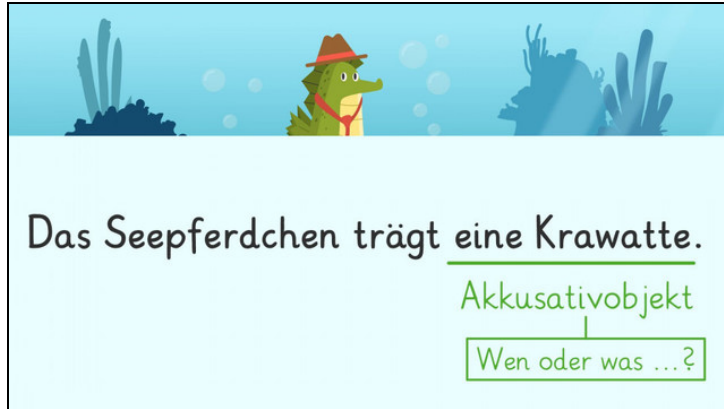 Das Seepferdchen trägt eine Krawatte.
Akkusativobjekt
Wen oder was ...?